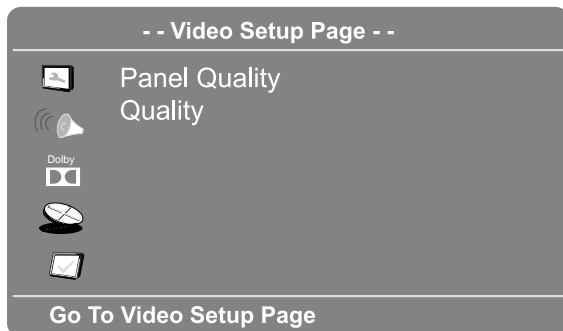 - - Video Setup Page - -
Panel Quality
Quality
Dolby
Go To Video Setup Page